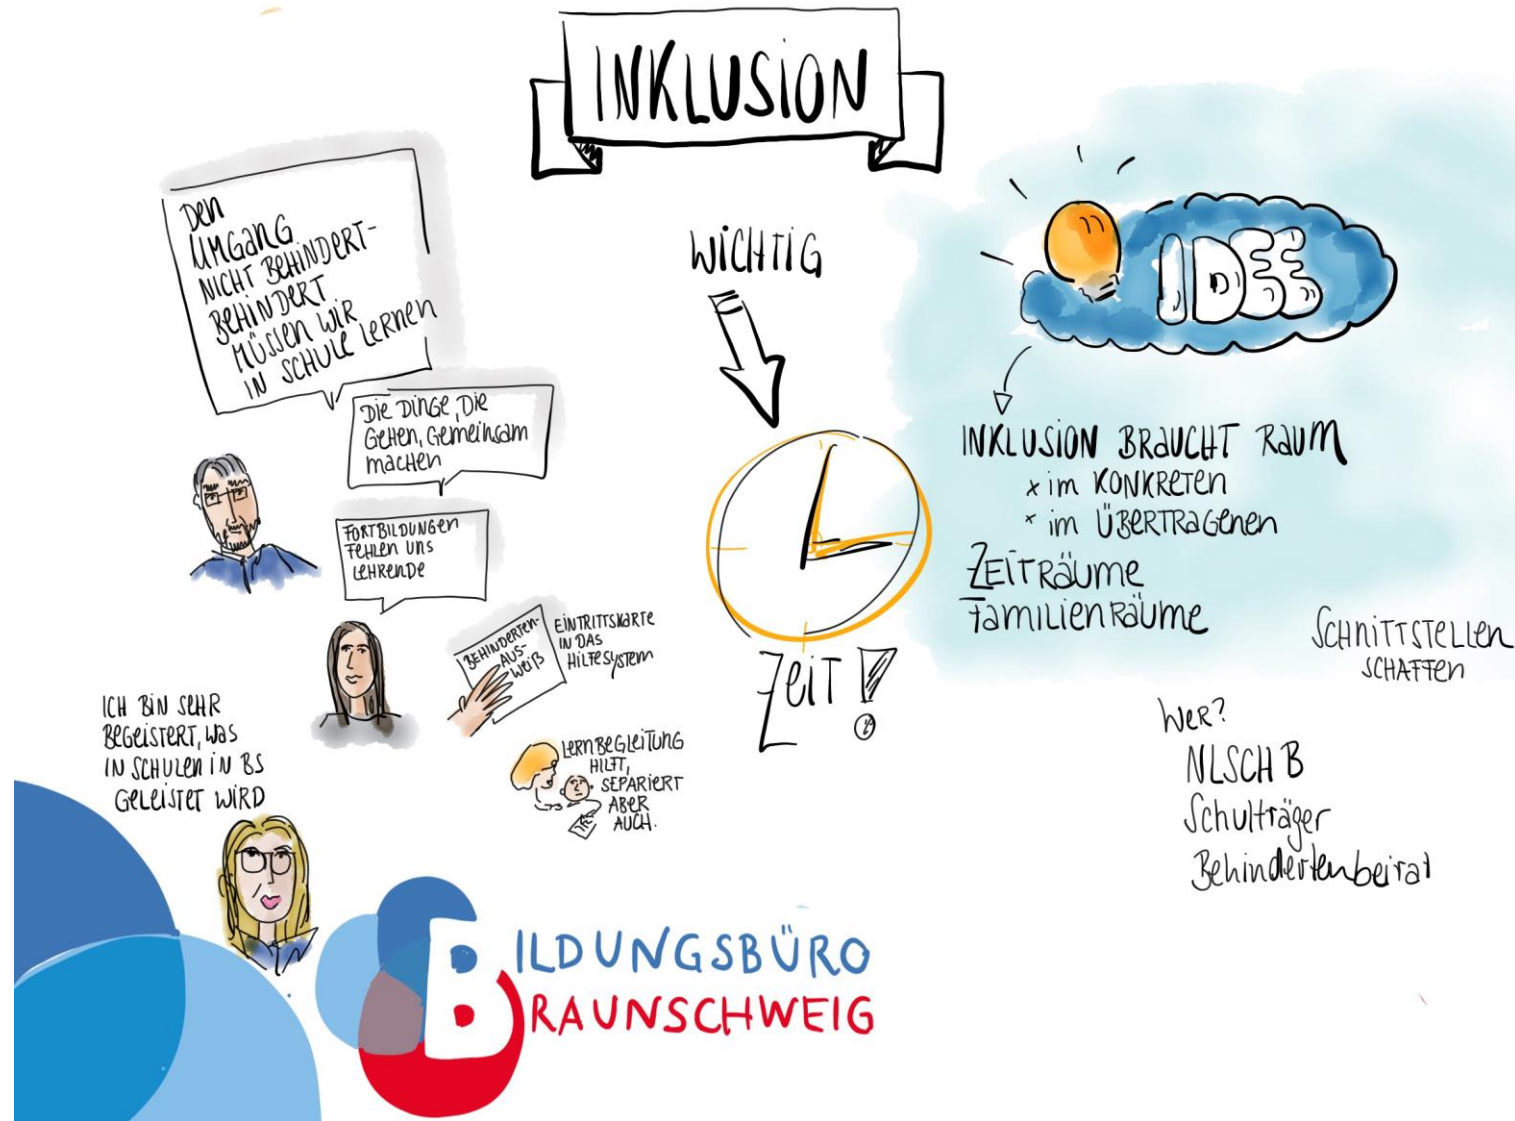 INKLUSION
Den
UMGANG
NICHT BEHINDERT-
BEHINDERT
MÜSSEN WIR
IN SCHULE LERNEN
Die Dinge, Die
Gehen, Gemeinsam
machen
FORTBILDUNGEN
FEHLEN UNS
LEHRENDE
BEHINDERTEN-
AUS-
WEIß
EINTRITTSKARTE
IN DAS
HILFESYSTEM
ICH BIN SEHR
BEGEISTERT, WAS
IN SCHULEN IN BS
GELEISTET WIRD
LERNBEGLEITUNG
HILFT,
SEPARIERT
ABER
AUCH.
WICHTIG
Zeit!
IDEE
INKLUSION BRAUCHT RAUM
x im KONKRETEN
x im ÜBERTRAGENEN
ZEITRÄUME
FamilienRäume
SCHNITTSTELLEN
SCHAFFEN
Wer?
NLSCHB
Schulträger
Behindertenbeirat
BILDUNGSBÜRO
BRAUNSCHWEIG